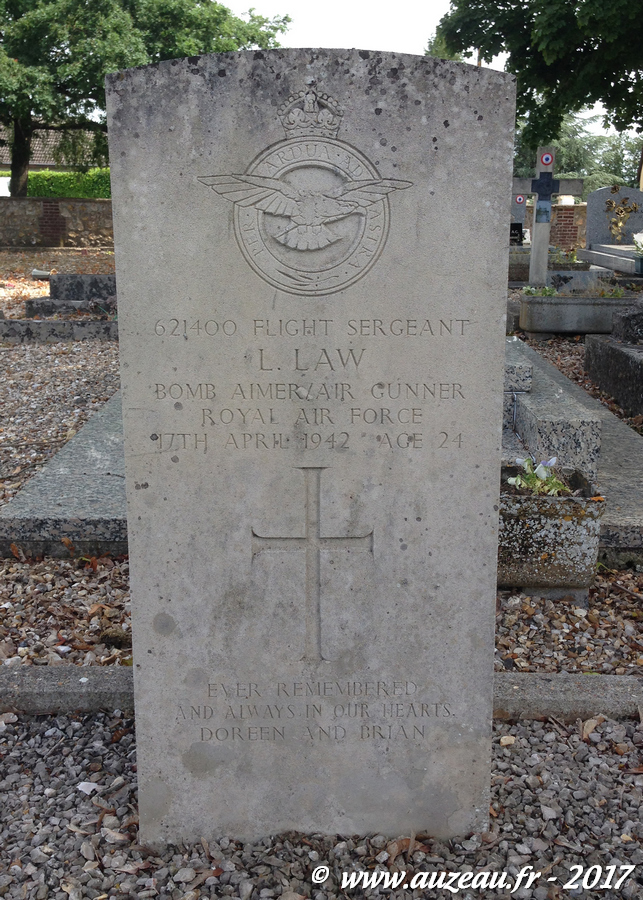 PER ARDUA AD ASTRA
621400 FLIGHT SERGEANT
L. LAW
BOMB AIMER/AIR GUNNER
ROYAL AIR FORCE
17TH APRIL 1942 AGE 24
EVER REMEMBERED
AND ALWAYS IN OUR HEARTS.
DOREEN AND BRIAN
© www.auzeau.fr - 2017